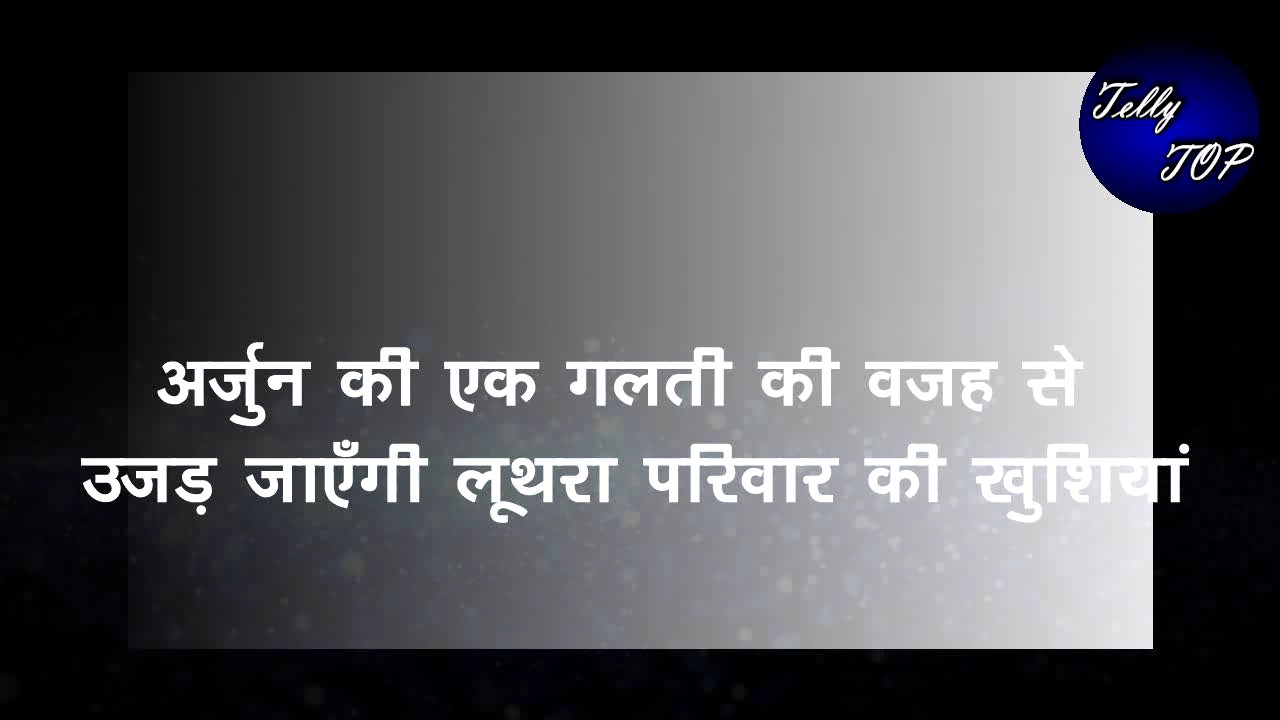 Telly
TOP
अर्जुन की एक गलती की वजह से
उजड़ जाएँगी लूथरा परिवार की खुशियां